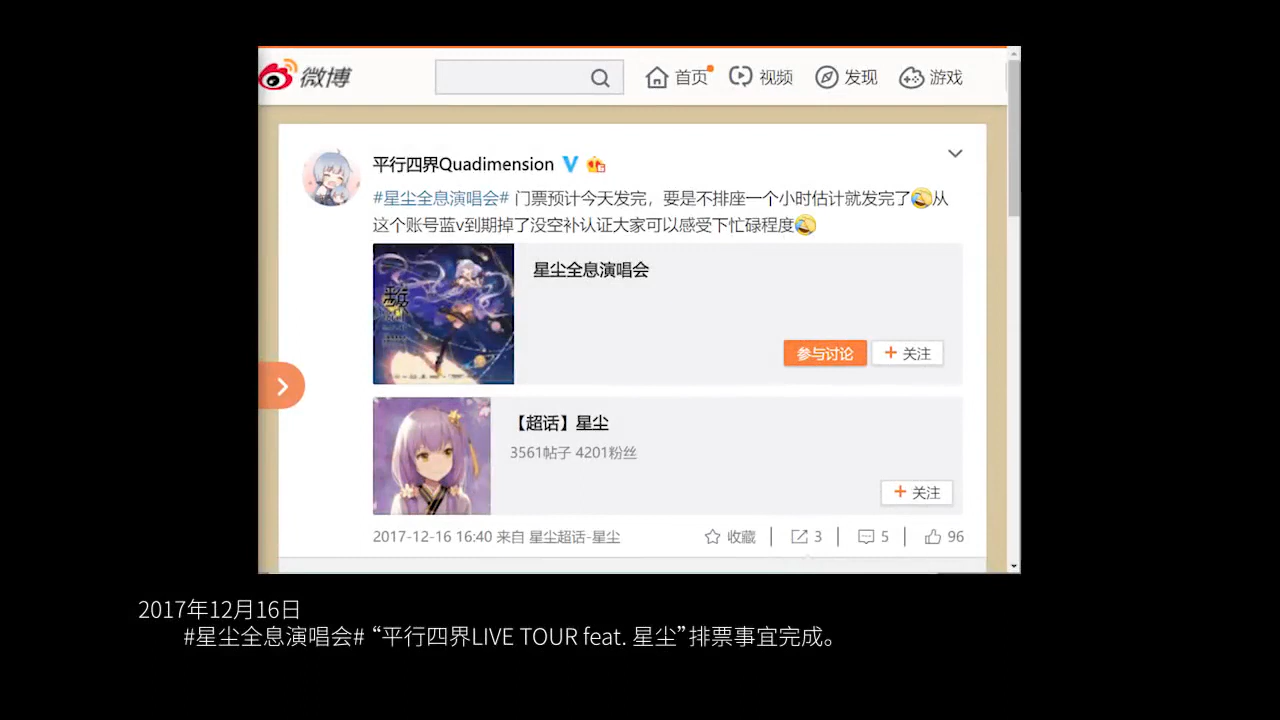 微博
首页
视频
发现
游戏
平行四界Quadimension
#星尘全息演唱会# 门票预计今天发完，要是不排座一个小时估计就发完了从
这个账号蓝v到期掉了没空补认证大家可以感受下忙碌程度
星尘全息演唱会
参与讨论
+ 关注
【超话】星尘
3561帖子 4201粉丝
+ 关注
2017-12-16 16:40 来自 星尘超话-星尘
收藏
3
5
96
2017年12月16日
#星尘全息演唱会# “平行四界LIVE TOUR feat. 星尘”排票事宜完成。